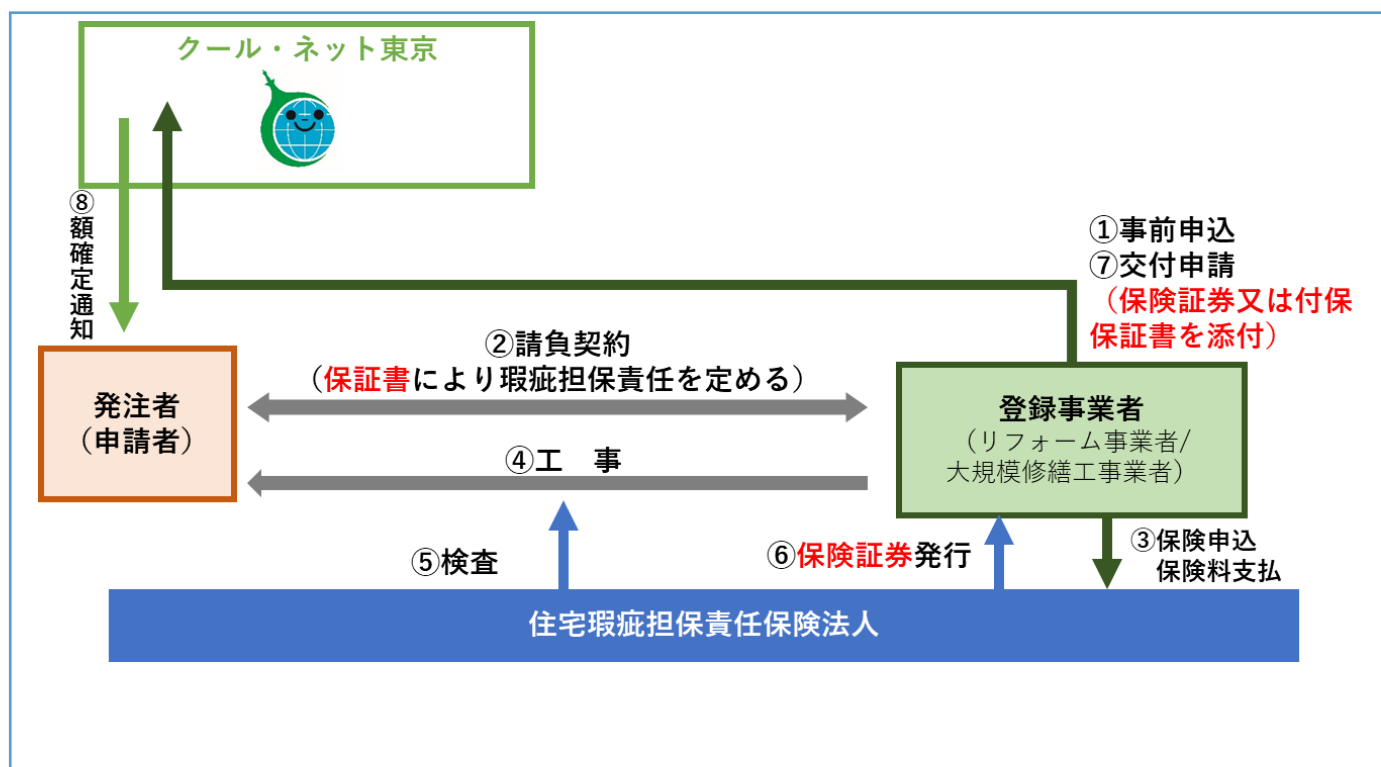 クール・ネット東京
⑧額確定通知
①事前申込
⑦交付申請
（保険証券又は付保
保証書を添付）
②請負契約
（保証書により瑕疵担保責任を定める）
発注者
（申請者）
登録事業者
（リフォーム事業者/
大規模修繕工事業者）
④工　事
⑤検査
⑥保険証券発行
③保険申込
保険料支払
住宅瑕疵担保責任保険法人